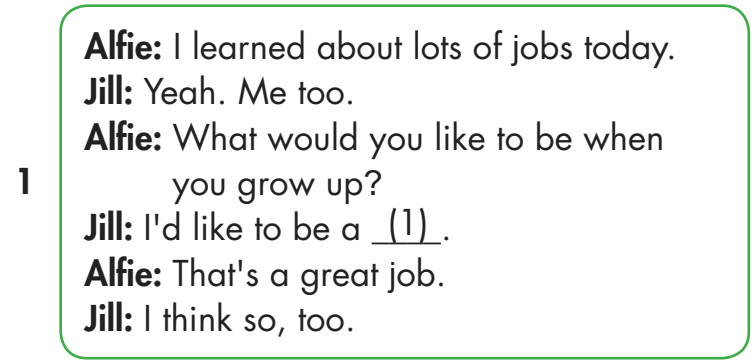 Alfie: I learned about lots of jobs today.
Jill: Yeah. Me too.
Alfie: What would you like to be when
1
you grow up?
Jill: I'd like to be a (1).
Alfie: That's a great job.
Jill: I think so, too.